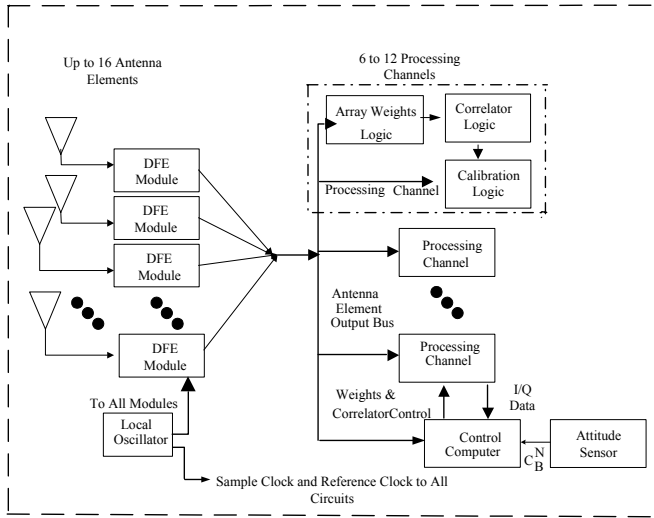 Up to 16 Antenna
Elements
6 to 12 Processing
Channels
Array Weights
Logic
Correlator
Logic
Calibration
Logic
Processing Channel
DFE
Module
DFE
Module
DFE
Module
DFE
Module
Processing
Channel
Antenna
Element
Output Bus
Processing
Channel
To All Modules
Local
Oscillator
Weights &
CorrelatorControl
I/Q
Data
Control
Computer
C N B
Attitude
Sensor
Sample Clock and Reference Clock to All
Circuits